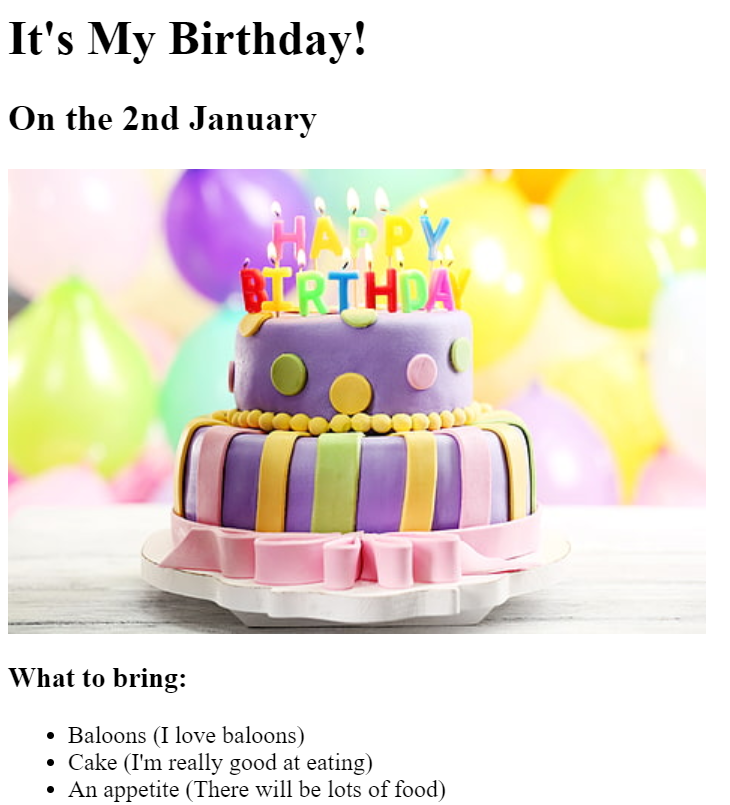 It's My Birthday!
On the 2nd January
HAPPY
BIRTHDAY
What to bring:
Baloons (I love baloons)
Cake (I'm really good at eating)
An appetite (There will be lots of food)